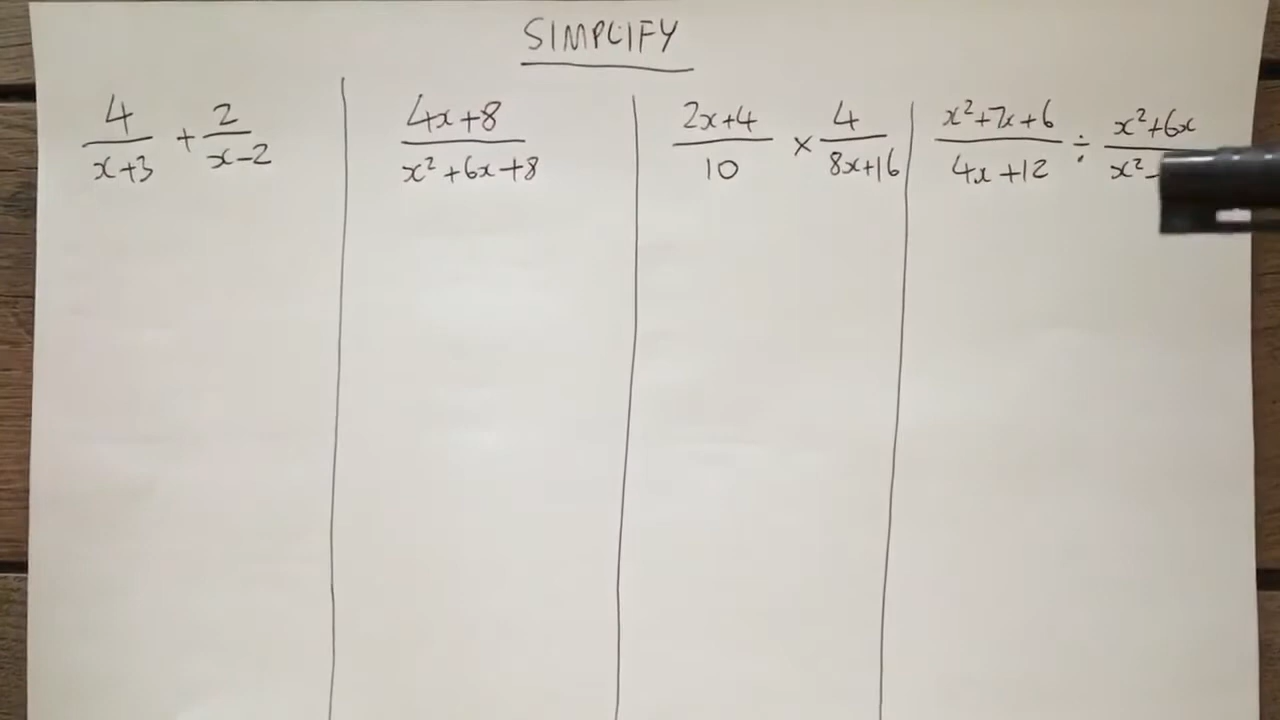 SIMPLIFY
4/(x+3) + 2/(x-2)
(4x+8)/(x²+6x+8)
(2x+4)/10 × 4/(8x+16)
(x²+7x+6)/(4x+12) ÷ (x²+6x)/(x²-